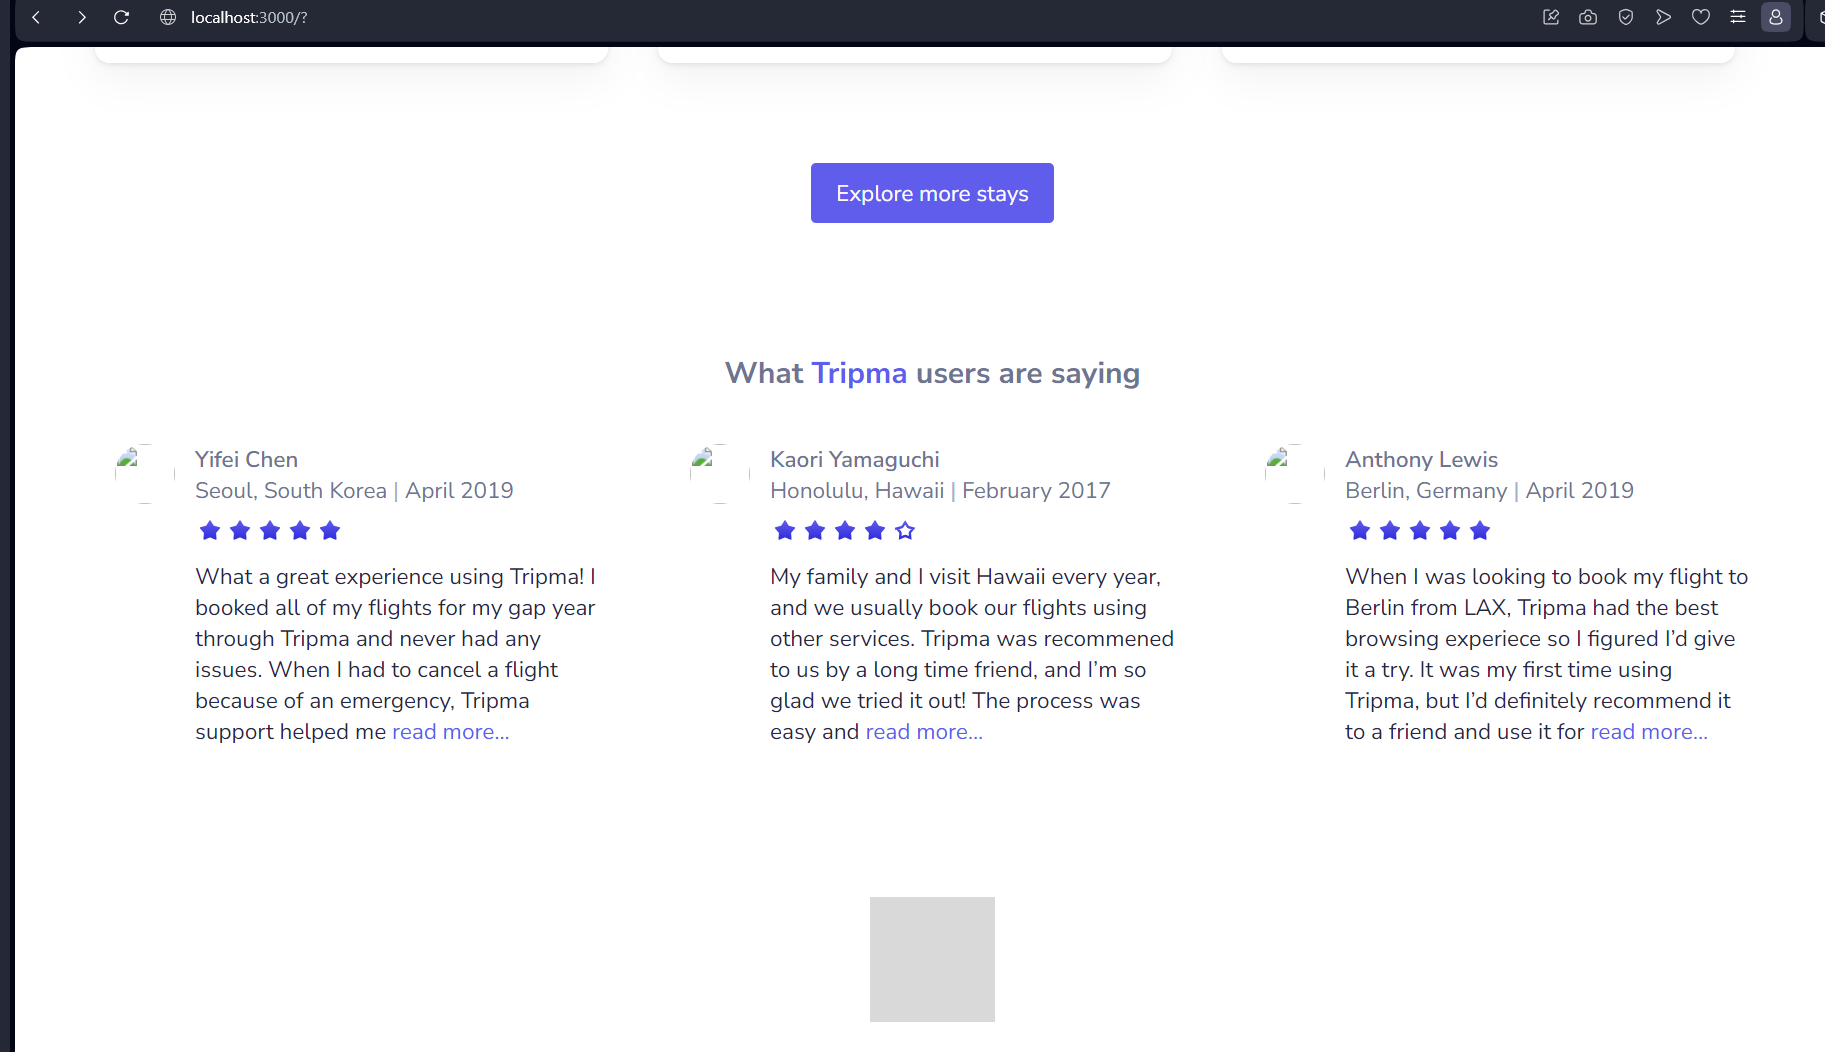 localhost:3000/?
Explore more stays
What Tripma users are saying
Yifei Chen
Seoul, South Korea | April 2019
What a great experience using Tripma! I
booked all of my flights for my gap year
through Tripma and never had any
issues. When I had to cancel a flight
because of an emergency, Tripma
support helped me read more...
Kaori Yamaguchi
Honolulu, Hawaii | February 2017
My family and I visit Hawaii every year,
and we usually book our flights using
other services. Tripma was recommened
to us by a long time friend, and I’m so
glad we tried it out! The process was
easy and read more...
Anthony Lewis
Berlin, Germany | April 2019
When I was looking to book my flight to
Berlin from LAX, Tripma had the best
browsing experiece so I figured I’d give
it a try. It was my first time using
Tripma, but I’d definitely recommend it
to a friend and use it for read more...